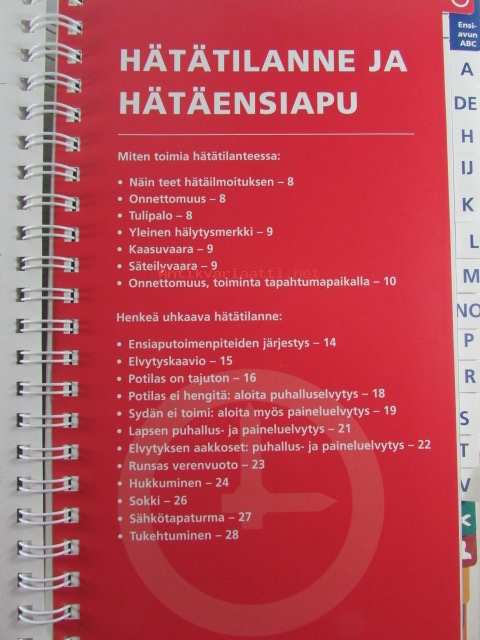 HÄTÄTILANNE JA
HÄTÄENSIAPU
Miten toimia hätätilanteessa:
• Näin teet hätäilmoituksen – 8
• Onnettomuus – 8
• Tulipalo – 8
• Yleinen hälytysmerkki – 9
• Kaasuvaara – 9
• Säteilyvaara – 9
• Onnettomuus, toiminta tapahtumapaikalla – 10
Henkeä uhkaava hätätilanne:
• Ensiaputoimenpiteiden järjestys – 14
• Elvytyskaavio – 15
• Potilas on tajuton – 16
• Potilas ei hengitä: aloita puhalluselvytys – 18
• Sydän ei toimi: aloita myös paineluelvytys – 19
• Lapsen puhallus- ja paineluelvytys – 21
• Elvytyksen aakkoset: puhallus- ja paineluelvytys – 22
• Runsas verenvuoto – 23
• Hukkuminen – 24
• Sokki – 26
• Sähkötapaturma – 27
• Tukehtuminen – 28
antikvariaatti.net
Ensi-
avun
ABC
A
DE
H
IJ
K
L
M
NO
P
R
S
T
V